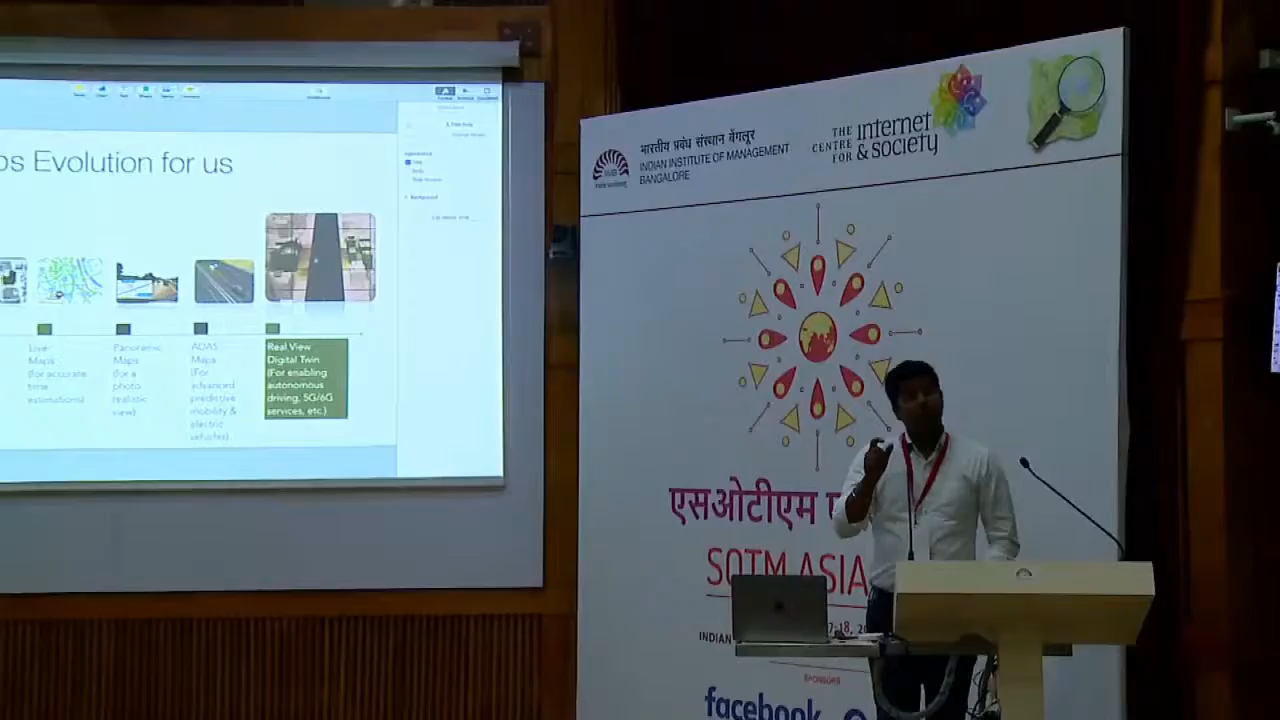 ps Evolution for us
Live
Maps
(for accurate
time
estimations)
Panoramic
Maps
(for a
photo
realistic
view)
ADAS
Maps
(For
advanced
predictive
mobility &
electric
vehicles)
Real View
Digital Twin
(For enabling
autonomous
driving, 5G/6G
services, etc.)
भारतीय प्रबंध संस्थान बेंगलूर
INDIAN INSTITUTE OF MANAGEMENT
BANGALORE
THE
CENTRE
FOR
internet
& society
एसओटीएम
SOTM ASIA
INDIAN
SPONSORS
facebook